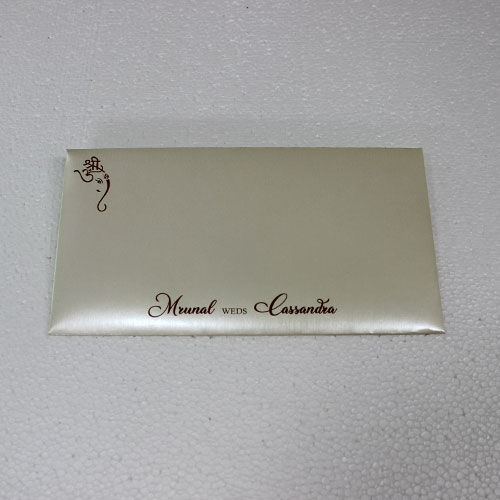 श्री
Mrunal WEDS Cassandra